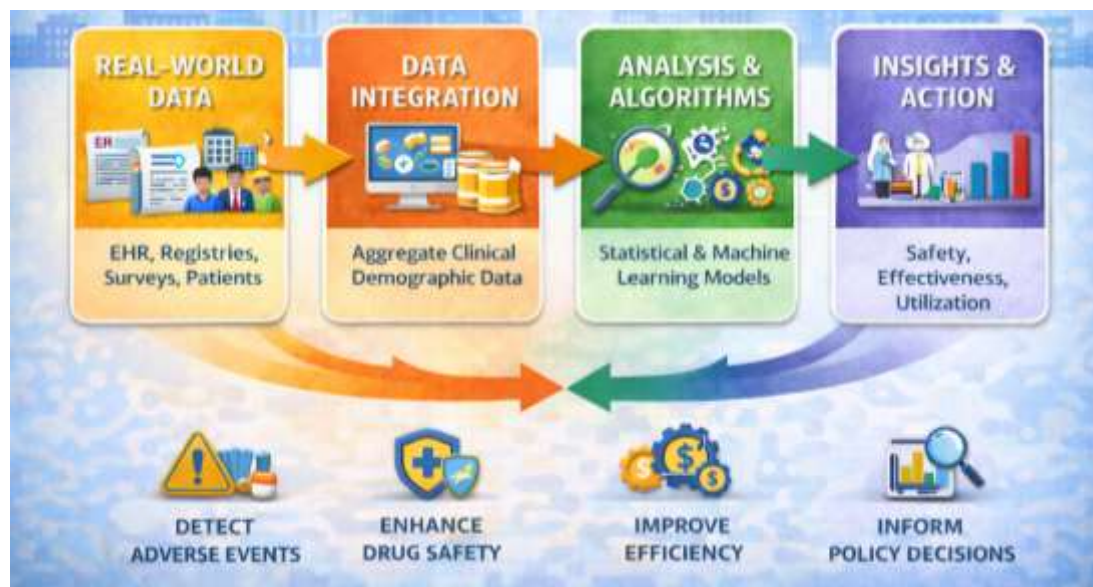 REAL-WORLD
DATA
DATA
INTEGRATION
ANALYSIS &
ALGORITHMS
INSIGHTS &
ACTION
ER
EHR, Registries,
Surveys, Patients
Aggregate Clinical
Demographic Data
Statistical & Machine
Learning Models
Safety,
Effectiveness,
Utilization
$
$
$
$
DETECT
ADVERSE EVENTS
ENHANCE
DRUG SAFETY
IMPROVE
EFFICIENCY
INFORM
POLICY DECISIONS